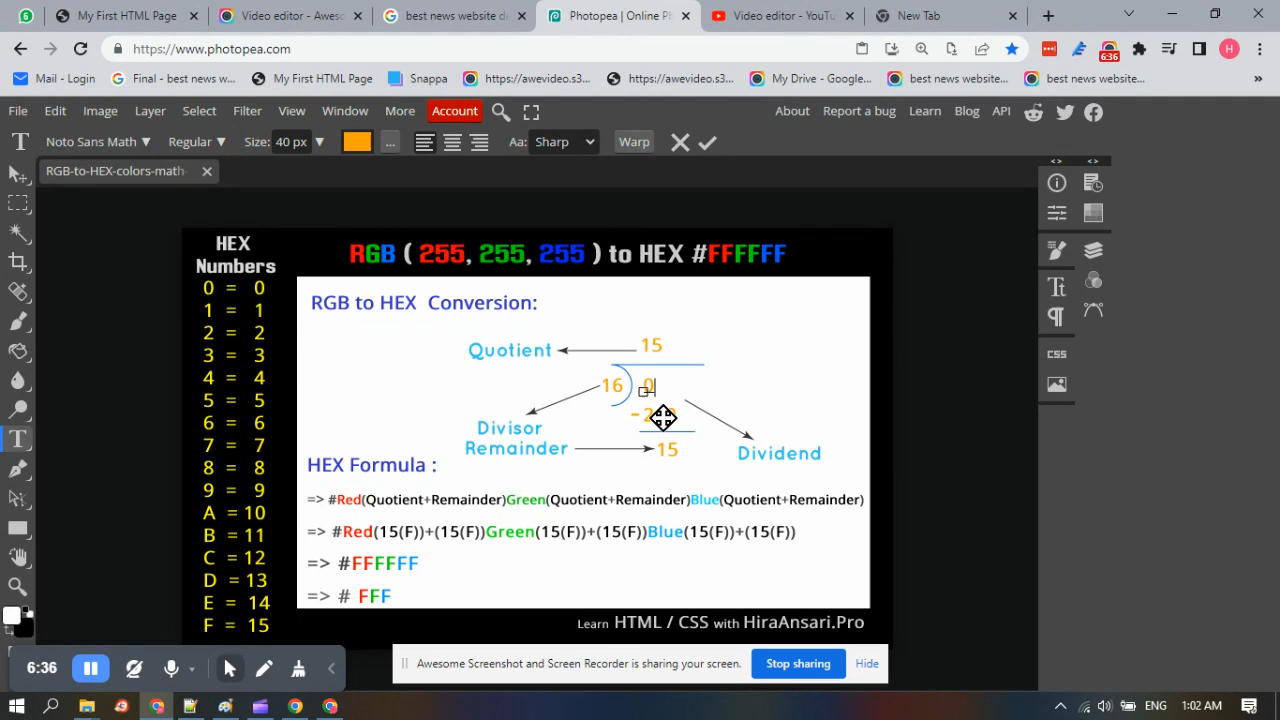 6
Video editor - Aweso
best news website d
Photopea | Online Ph
Video editor - YouTu
New Tab
https://www.photopea.com
6:36
H
Mail - Login
Final - best news w...
My First HTML Page
Snappa
https://awevideo.s3...
https://awevideo.s3...
My Drive - Google...
best news website...
best news website...
»
File Edit Image Layer Select Filter View Window More Account
About Report a bug Learn Blog API
Noto Sans Math Regular Size: 40 px ... Aa: Sharp Warp
RGB-to-HEX-colors-math-
CSS
HEX
Numbers
0 = 0
1 = 1
2 = 2
3 = 3
4 = 4
5 = 5
6 = 6
7 = 7
8 = 8
9 = 9
A = 10
B = 11
C = 12
D = 13
E = 14
F = 15
RGB ( 255, 255, 255 ) to HEX #FFFFFF
RGB to HEX Conversion:
Quotient
15
16
0
Divisor
Remainder
15
Dividend
HEX Formula :
=> #Red(Quotient+Remainder)Green(Quotient+Remainder)Blue(Quotient+Remainder)
=> #Red(15(F))+(15(F))Green(15(F))+(15(F))Blue(15(F))+(15(F))
=> #FFFFFF
=> # FFF
Learn HTML / CSS with HiraAnsari.Pro
6:36
Awesome Screenshot and Screen Recorder is sharing your screen.
Stop sharing
Hide
ENG
1:02 AM